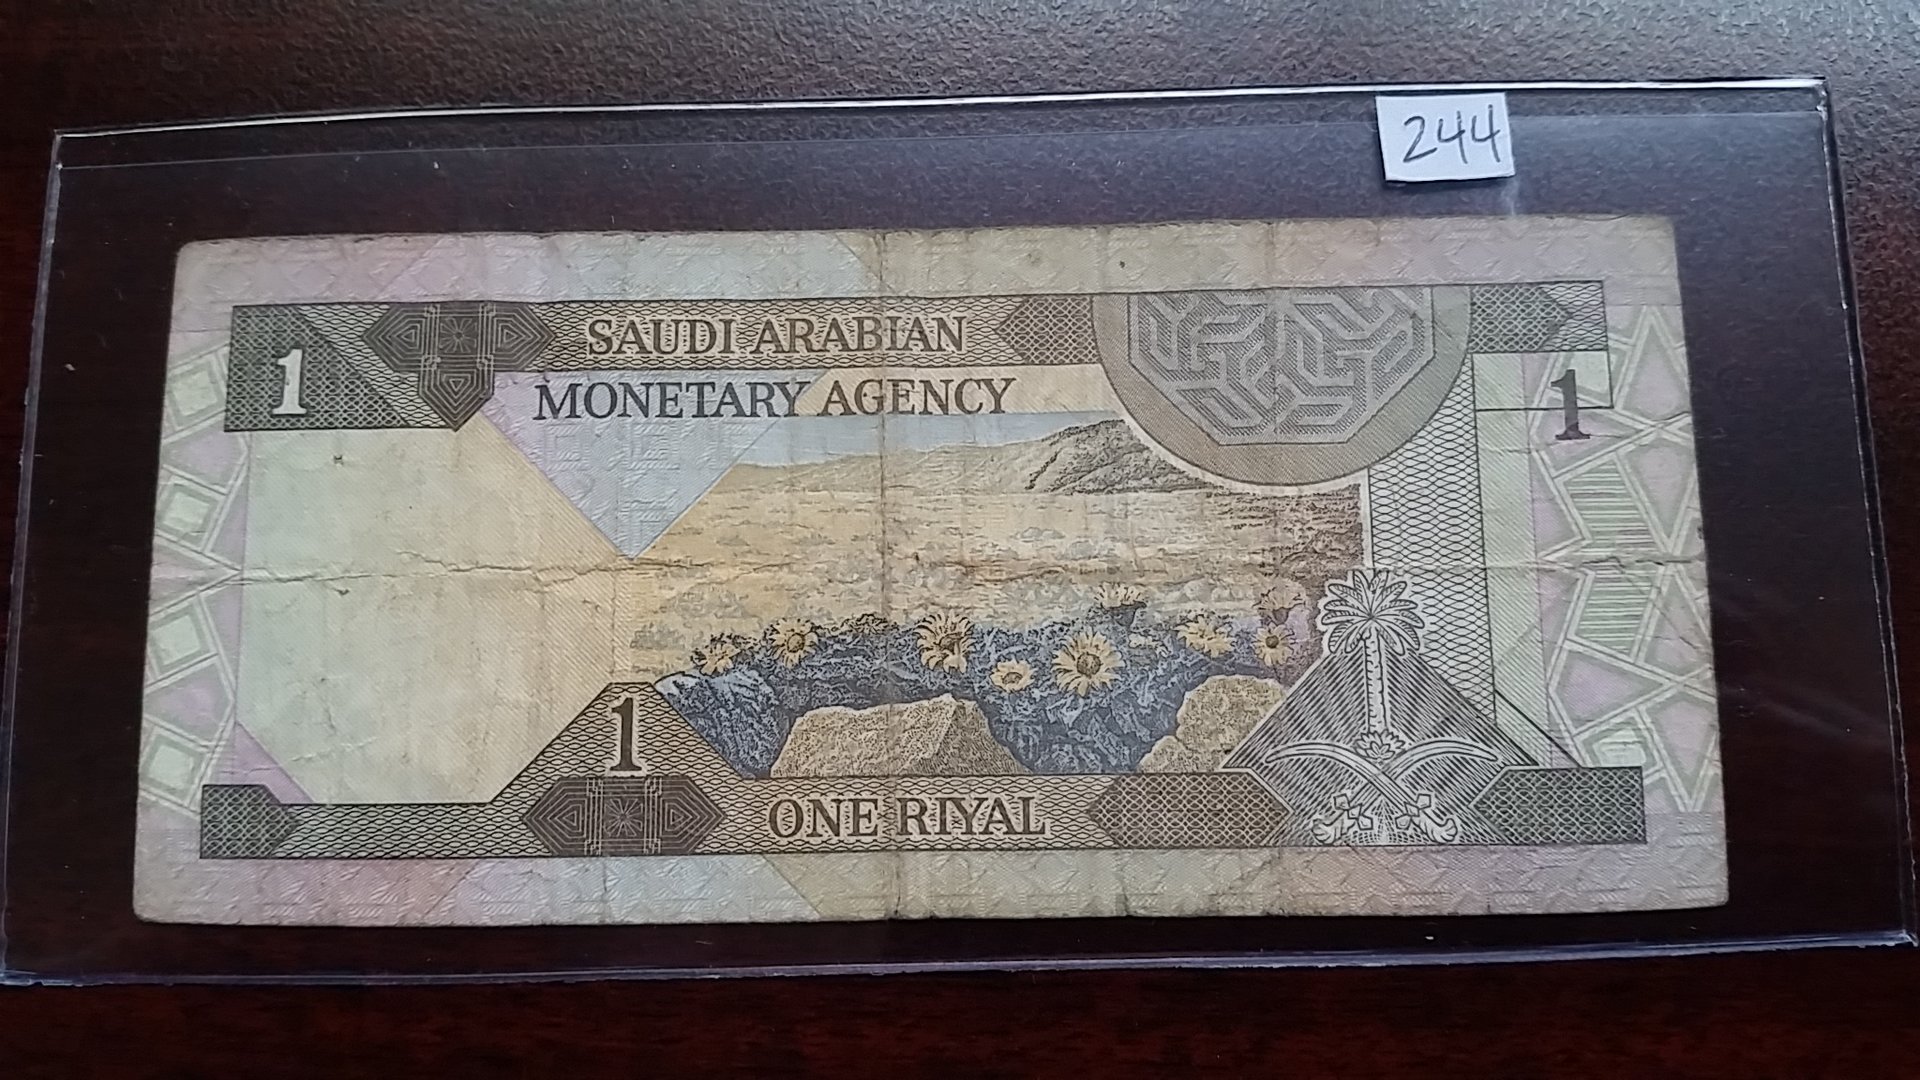 244
SAUDI ARABIAN
1
MONETARY AGENCY
1
1
ONE RIYAL